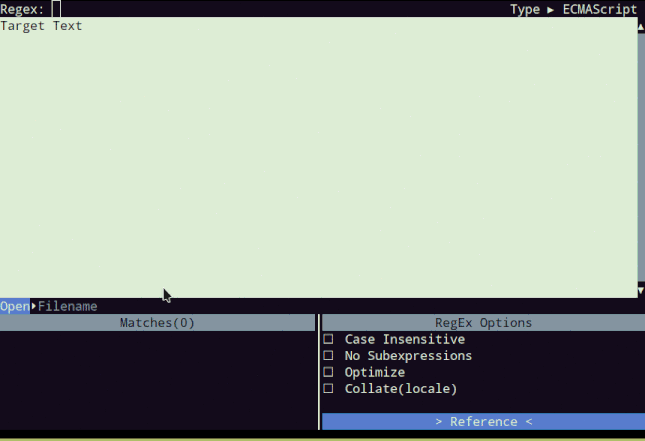 Regex: Type ▶ ECMAScript
Target Text
Open▸Filename
Matches(0)
RegEx Options
☐ Case Insensitive
☐ No Subexpressions
☐ Optimize
☐ Collate(locale)
> Reference <